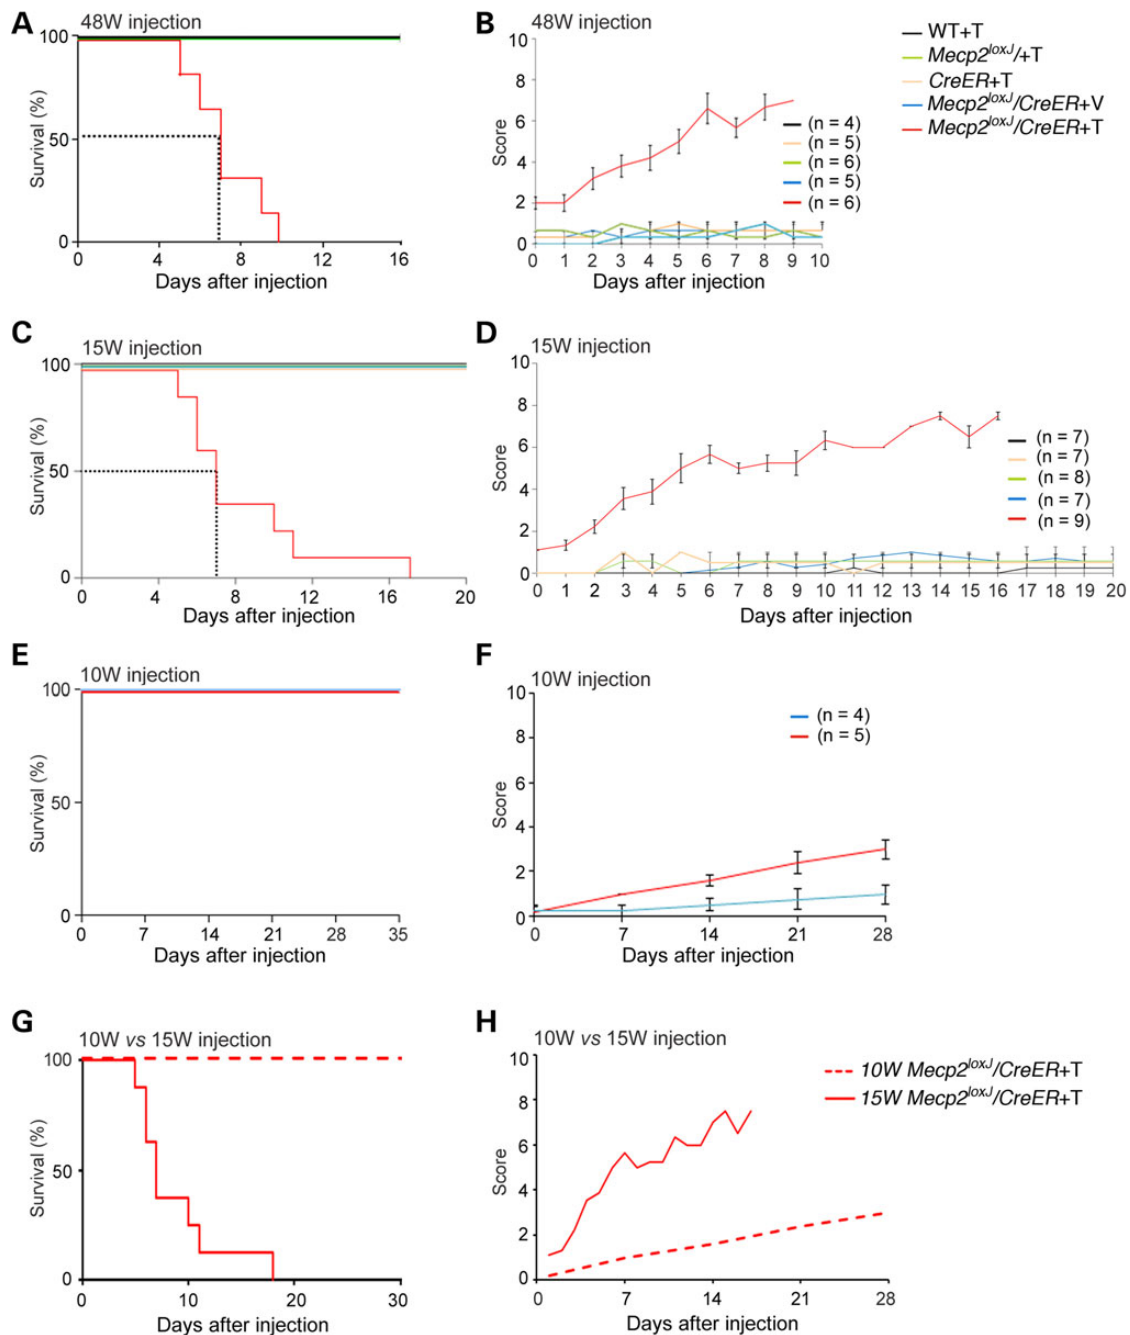 A
48W injection
100
50
0
Survival (%)
0 4 8 12 16
Days after injection
B
48W injection
10
8
6
4
2
0
Score
(n = 4)
(n = 5)
(n = 6)
(n = 5)
(n = 6)
0 1 2 3 4 5 6 7 8 9 10
Days after injection
WT+T
Mecp2loxJ/+T
CreER+T
Mecp2loxJ/CreER+V
Mecp2loxJ/CreER+T
C
15W injection
100
50
0
Survival (%)
0 4 8 12 16 20
Days after injection
D
15W injection
10
8
6
4
2
0
Score
(n = 7)
(n = 7)
(n = 8)
(n = 7)
(n = 9)
0 1 2 3 4 5 6 7 8 9 10 11 12 13 14 15 16 17 18 19 20
Days after injection
E
10W injection
100
50
0
Survival (%)
0 7 14 21 28 35
Days after injection
F
10W injection
10
8
6
4
2
0
Score
(n = 4)
(n = 5)
0 7 14 21 28
Days after injection
G
10W vs 15W injection
100
50
0
Survival (%)
0 10 20 30
Days after injection
H
10W vs 15W injection
10
8
6
4
2
0
Score
10W Mecp2loxJ/CreER+T
15W Mecp2loxJ/CreER+T
0 7 14 21 28
Days after injection